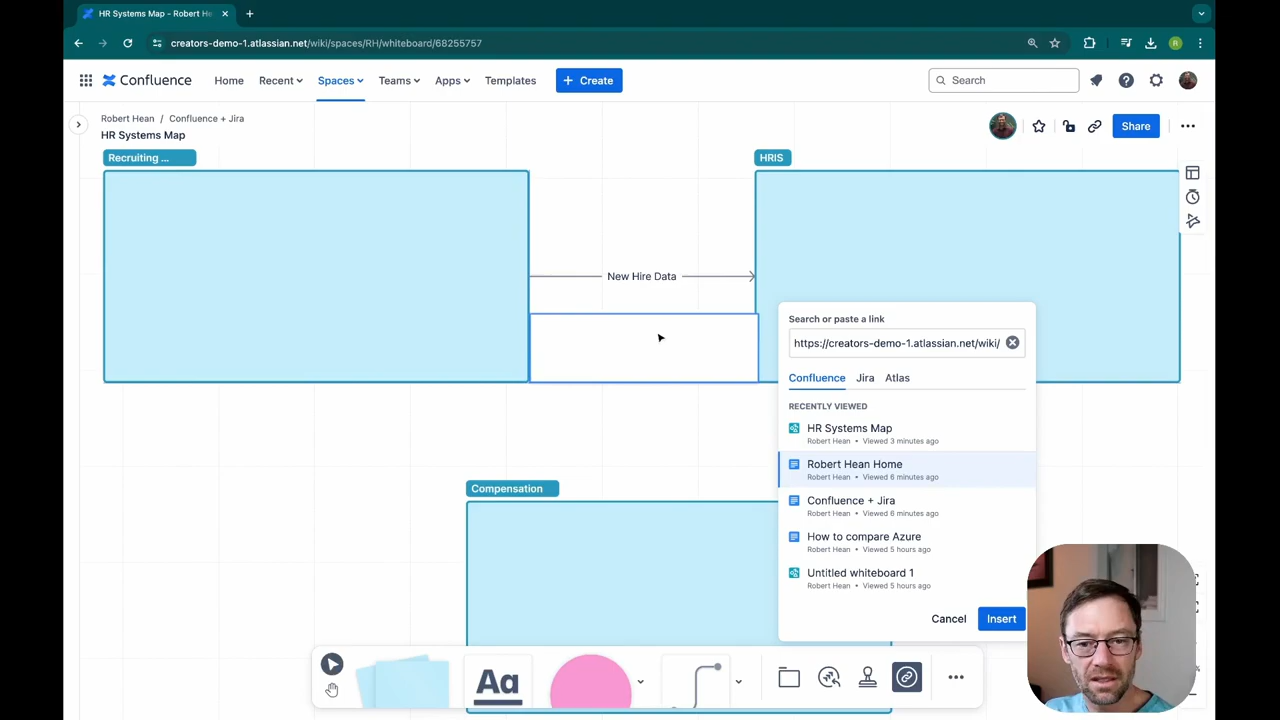 HR Systems Map - Robert He
creators-demo-1.atlassian.net/wiki/spaces/RH/whiteboard/68255757
R
Confluence
Home
Recent
Spaces
Teams
Apps
Templates
+ Create
Search
Robert Hean / Confluence + Jira
HR Systems Map
Share
Recruiting ...
HRIS
New Hire Data
Search or paste a link
https://creators-demo-1.atlassian.net/wiki/
Confluence
Jira
Atlas
RECENTLY VIEWED
HR Systems Map
Robert Hean • Viewed 3 minutes ago
Robert Hean Home
Robert Hean • Viewed 6 minutes ago
Confluence + Jira
Robert Hean • Viewed 6 minutes ago
How to compare Azure
Robert Hean • Viewed 5 hours ago
Untitled whiteboard 1
Robert Hean • Viewed 5 hours ago
Cancel
Insert
Compensation
Aa